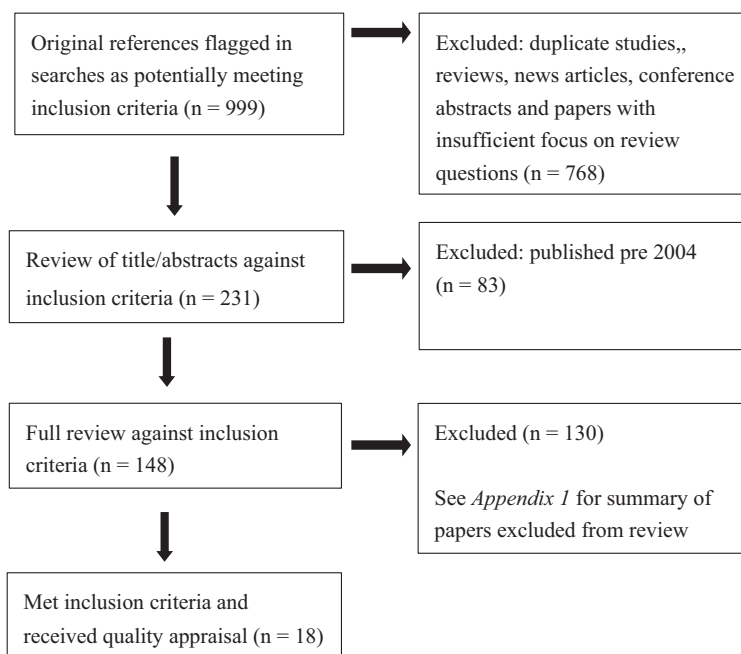 Original references flagged in
searches as potentially meeting
inclusion criteria (n = 999)
Excluded: duplicate studies,,
reviews, news articles, conference
abstracts and papers with
insufficient focus on review
questions (n = 768)
Review of title/abstracts against
inclusion criteria (n = 231)
Excluded: published pre 2004
(n = 83)
Full review against inclusion
criteria (n = 148)
Excluded (n = 130)
See Appendix 1 for summary of
papers excluded from review
Met inclusion criteria and
received quality appraisal (n = 18)